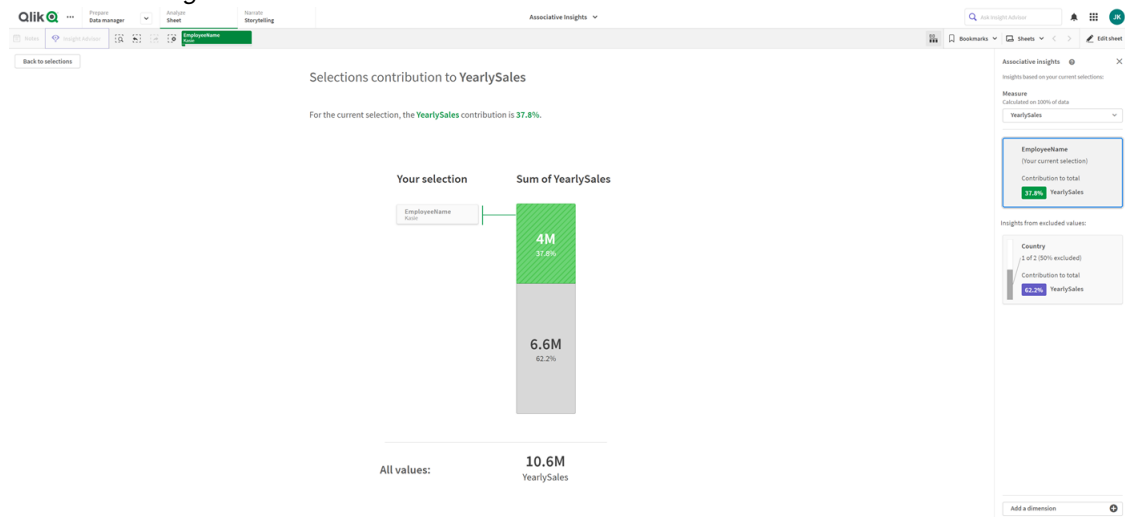 Qlik
Prepare
Data manager
Analyze
Sheet
Narrate
Storytelling
Associative Insights
Ask Insight Advisor
JK
Notes
Insight Advisor
EmployeeName
Kasie
Bookmarks
Sheets
Edit sheet
Back to selections
Selections contribution to YearlySales
For the current selection, the YearlySales contribution is 37.8%.
Your selection
Sum of YearlySales
EmployeeName
Kasie
4M
37.8%
6.6M
62.2%
All values:
10.6M
YearlySales
Associative insights
Insights based on your current selections:
Measure
Calculated on 100% of data
YearlySales
EmployeeName
(Your current selection)
Contribution to total
37.8% YearlySales
Insights from excluded values:
Country
1 of 2 (50% excluded)
Contribution to total
62.2% YearlySales
Add a dimension